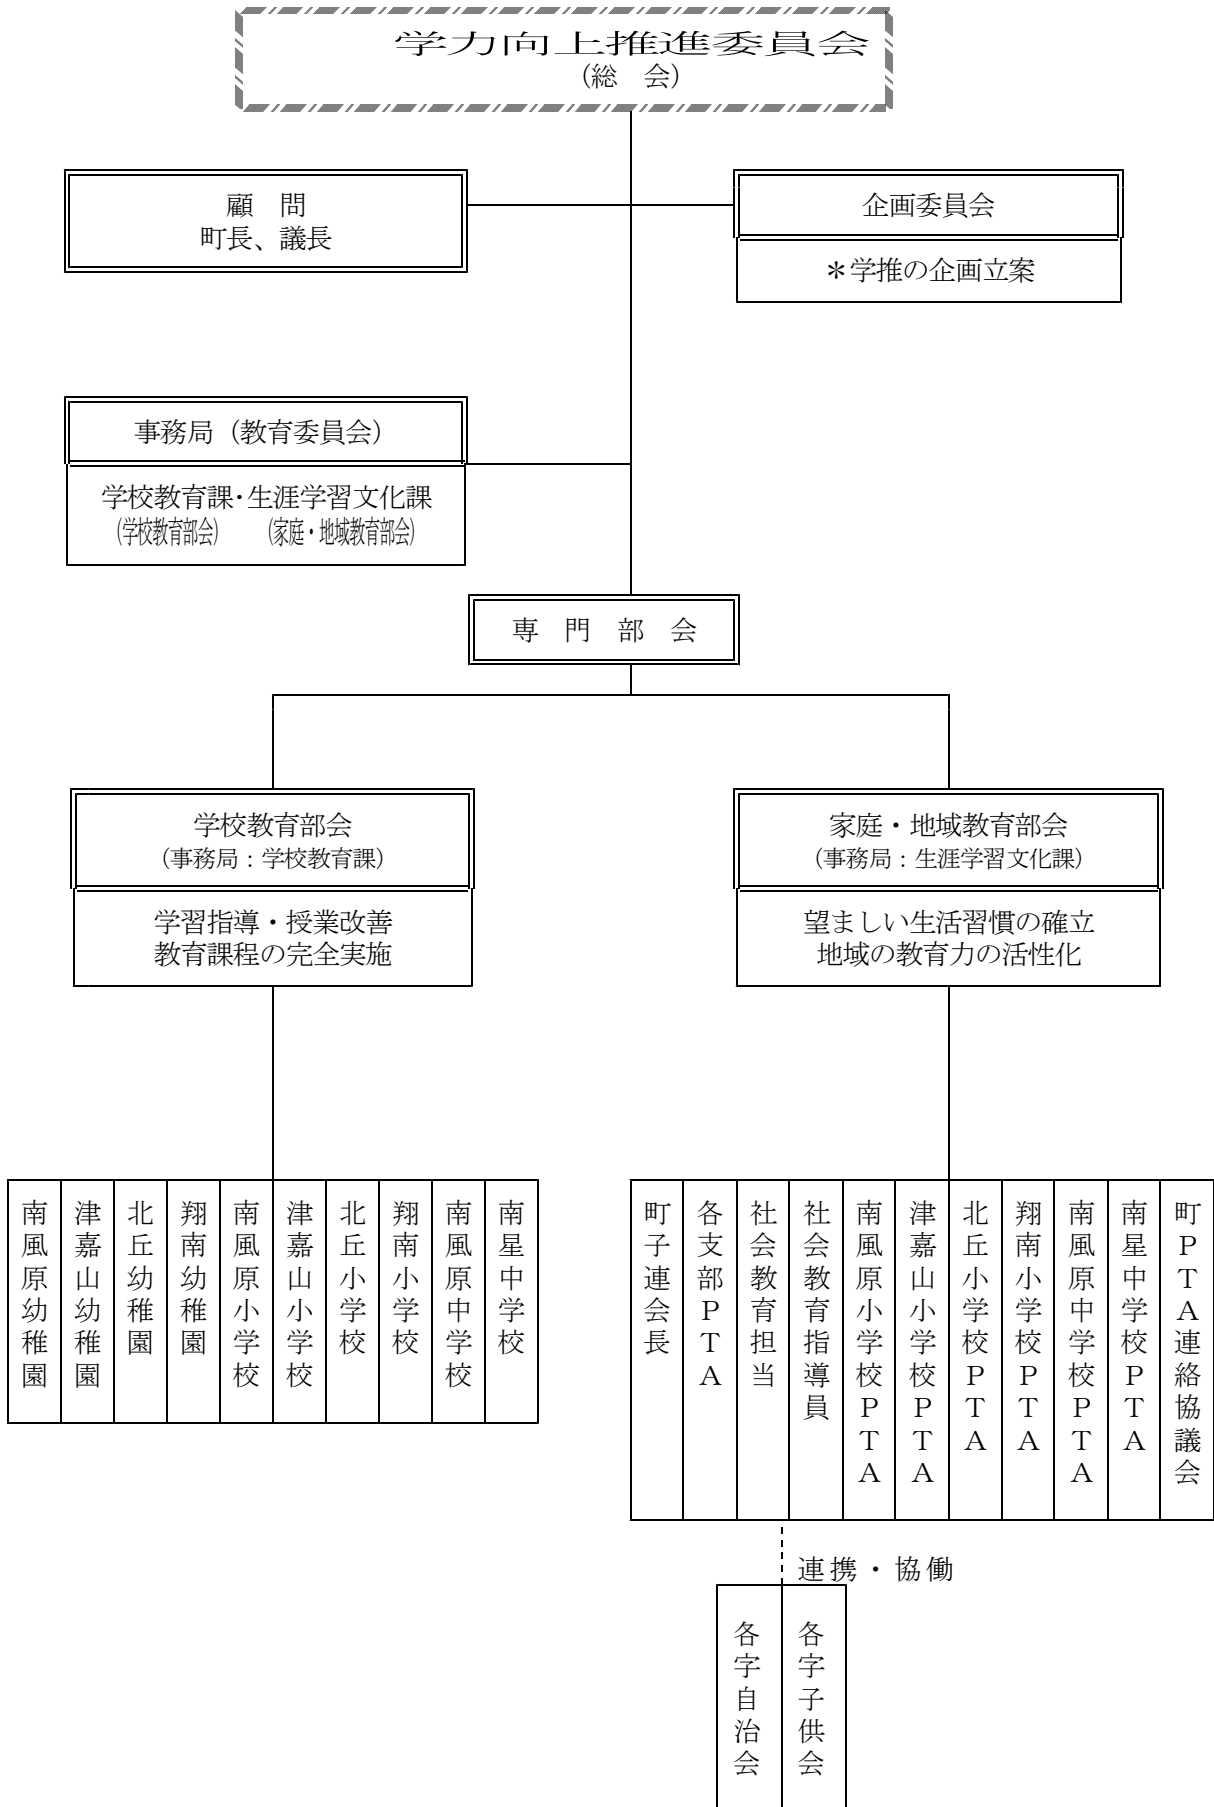 学力向上推進委員会
（総　会）
顧　問
町長、議長
企画委員会
＊学推の企画立案
事務局（教育委員会）
学校教育課・生涯学習文化課
（学校教育部会）　（家庭・地域教育部会）
専　門　部　会
学校教育部会
（事務局：学校教育課）
学習指導・授業改善
教育課程の完全実施
家庭・地域教育部会
（事務局：生涯学習文化課）
望ましい生活習慣の確立
地域の教育力の活性化
南風原幼稚園
津嘉山幼稚園
北丘幼稚園
翔南幼稚園
南風原小学校
津嘉山小学校
北丘小学校
翔南小学校
南風原中学校
南星中学校
町子連会長
各支部ＰＴＡ
社会教育担当
社会教育指導員
南風原小学校ＰＴＡ
津嘉山小学校ＰＴＡ
北丘小学校ＰＴＡ
翔南小学校ＰＴＡ
南風原中学校ＰＴＡ
南星中学校ＰＴＡ
町ＰＴＡ連絡協議会
連携・協働
各字自治会
各字子供会